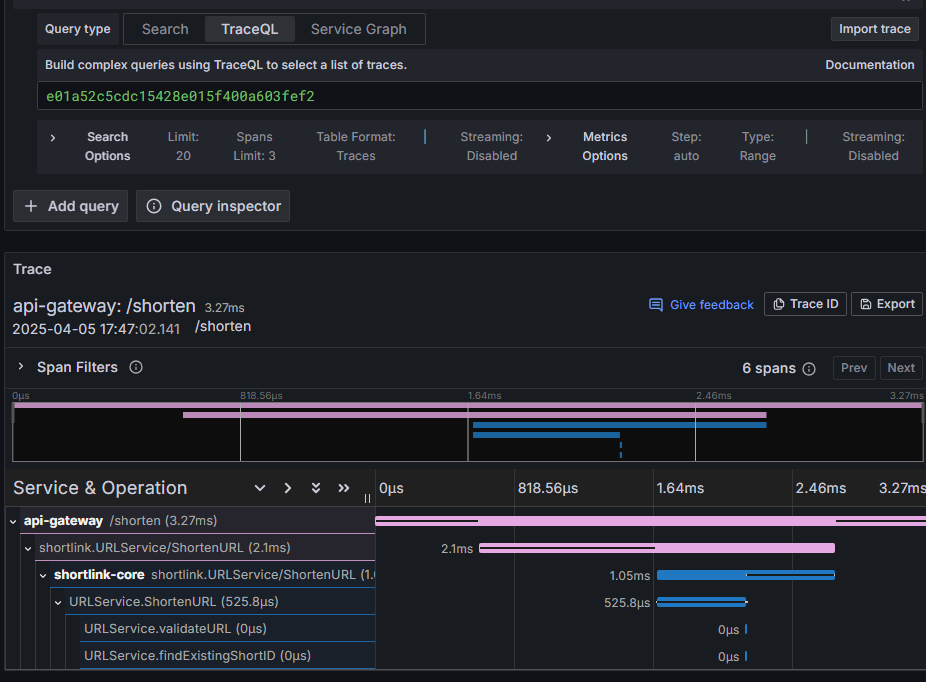 Query type Search TraceQL Service Graph Import trace
Build complex queries using TraceQL to select a list of traces. Documentation
e01a52c5cdc15428e015f400a603fef2
Search Options Limit: 20 Spans Limit: 3 Table Format: Traces | Streaming: Disabled Metrics Options Step: auto Type: Range | Streaming: Disabled
+ Add query Query inspector
Trace
api-gateway: /shorten 3.27ms
Give feedback Trace ID Export
2025-04-05 17:47:02.141 /shorten
Span Filters 6 spans Prev Next
0μs 818.56μs 1.64ms 2.46ms 3.27ms
Service & Operation 0μs 818.56μs 1.64ms 2.46ms 3.27ms
api-gateway /shorten (3.27ms)
shortlink.URLService/ShortenURL (2.1ms) 2.1ms
shortlink-core shortlink.URLService/ShortenURL (1.0 1.05ms
URLService.ShortenURL (525.8μs) 525.8μs
URLService.validateURL (0μs) 0μs
URLService.findExistingShortID (0μs) 0μs